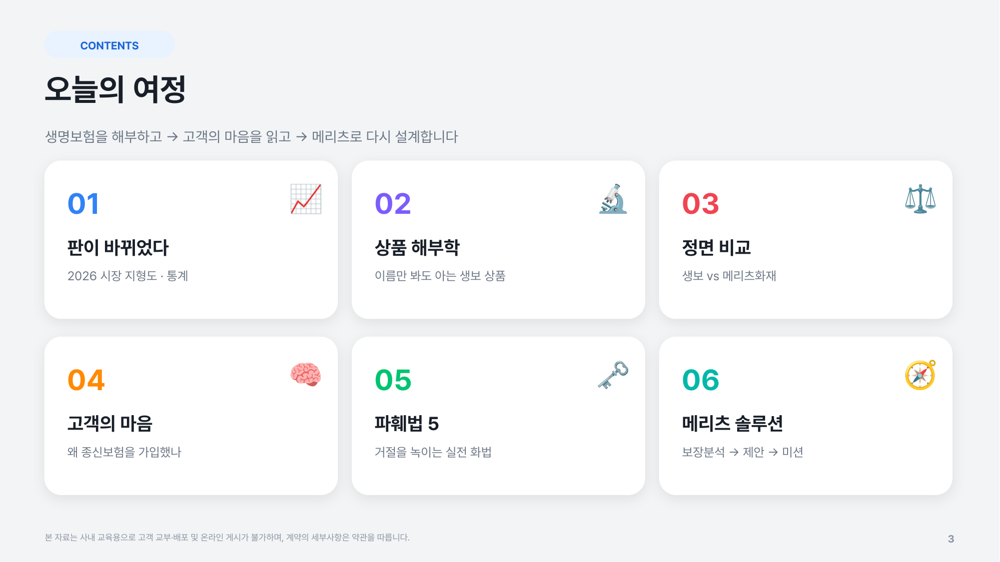 CONTENTS
오늘의 여정
생명보험을 해부하고 → 고객의 마음을 읽고 → 메리츠로 다시 설계합니다
01
판이 바뀌었다
2026 시장 지형도 · 통계
02
상품 해부학
이름만 봐도 아는 생보 상품
03
정면 비교
생보 vs 메리츠화재
04
고객의 마음
왜 종신보험을 가입했나
05
파훼법 5
거절을 녹이는 실전 화법
06
메리츠 솔루션
보장분석 → 제안 → 미션
본 자료는 사내 교육용으로 고객 교부·배포 및 온라인 게시가 불가하며, 계약의 세부사항은 약관을 따릅니다.
3